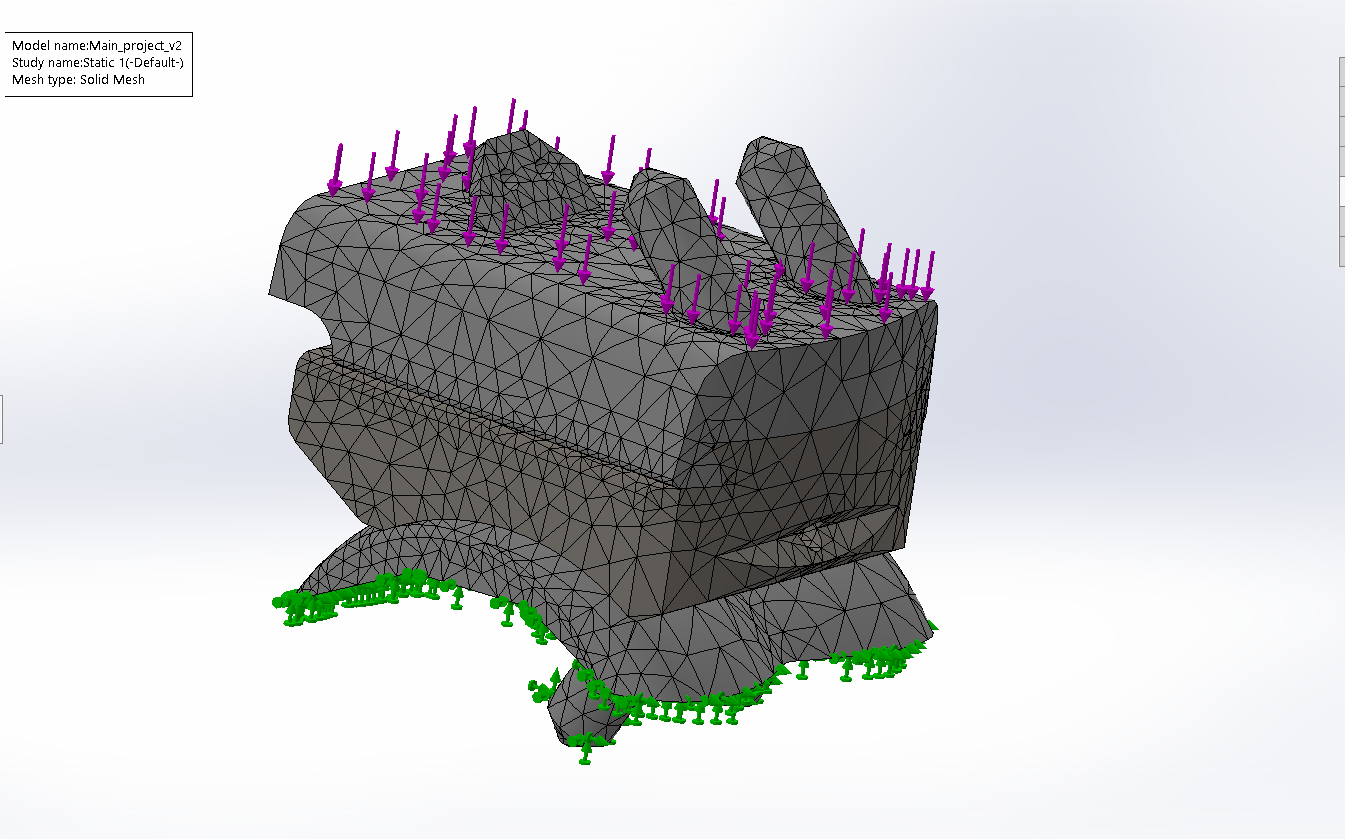 Model name:Main_project_v2
Study name:Static 1(-Default-)
Mesh type: Solid Mesh